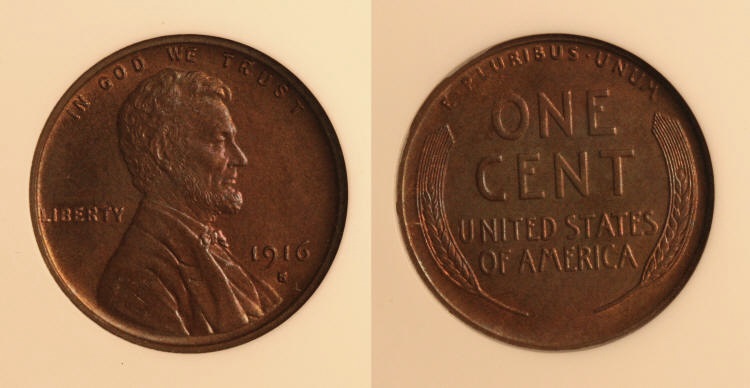 IN GOD WE TRUST
LIBERTY
1916
E·PLURIBUS·UNUM
ONE
CENT
UNITED STATES
OF AMERICA